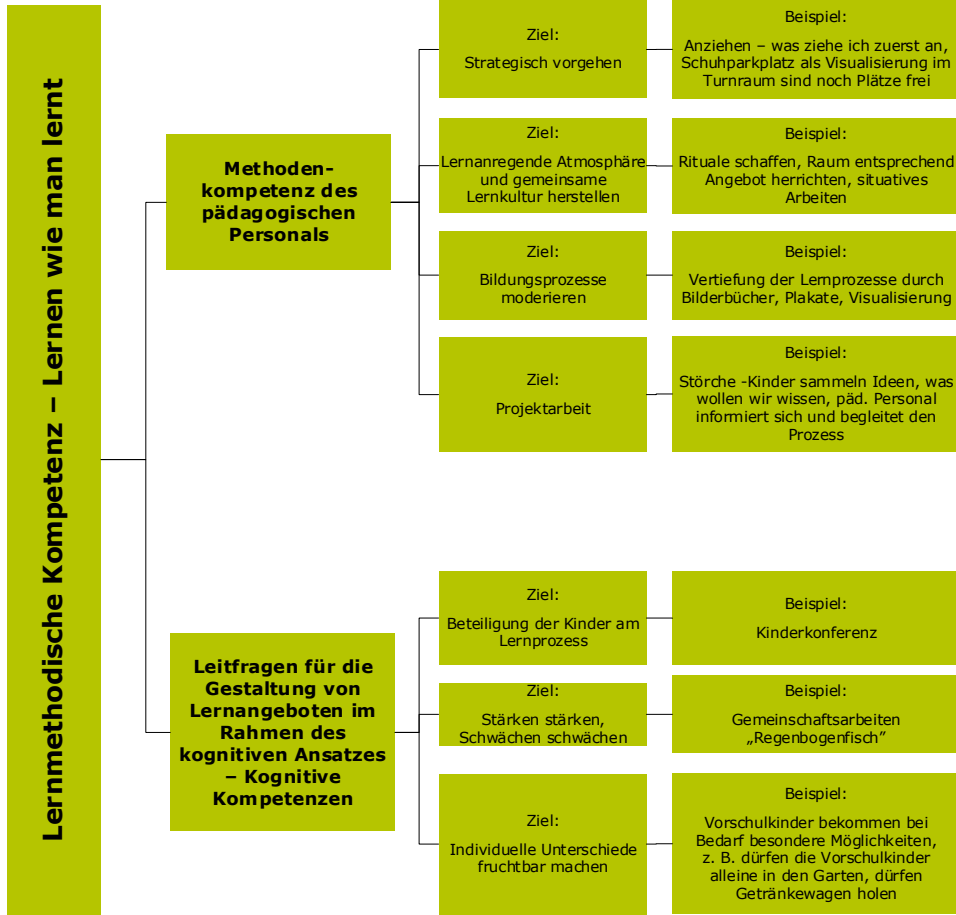 Lernmethodische Kompetenz – Lernen wie man lernt
Methoden-
kompetenz des
pädagogischen
Personals
Ziel:
Strategisch vorgehen
Beispiel:
Anziehen – was ziehe ich zuerst an,
Schuhparkplatz als Visualisierung im
Turnraum sind noch Plätze frei
Ziel:
Lernanregende Atmosphäre
und gemeinsame
Lernkultur herstellen
Beispiel:
Rituale schaffen, Raum entsprechend
Angebot herrichten, situatives
Arbeiten
Ziel:
Bildungsprozesse
moderieren
Beispiel:
Vertiefung der Lernprozesse durch
Bilderbücher, Plakate, Visualisierung
Ziel:
Projektarbeit
Beispiel:
Störche -Kinder sammeln Ideen, was
wollen wir wissen, päd. Personal
informiert sich und begleitet den
Prozess
Leitfragen für die
Gestaltung von
Lernangeboten im
Rahmen des
kognitiven Ansatzes
– Kognitive
Kompetenzen
Ziel:
Beteiligung der Kinder am
Lernprozess
Beispiel:
Kinderkonferenz
Ziel:
Stärken stärken,
Schwächen schwächen
Beispiel:
Gemeinschaftsarbeiten
„Regenbogenfisch”
Ziel:
Individuelle Unterschiede
fruchtbar machen
Beispiel:
Vorschulkinder bekommen bei
Bedarf besondere Möglichkeiten,
z. B. dürfen die Vorschulkinder
alleine in den Garten, dürfen
Getränkewagen holen